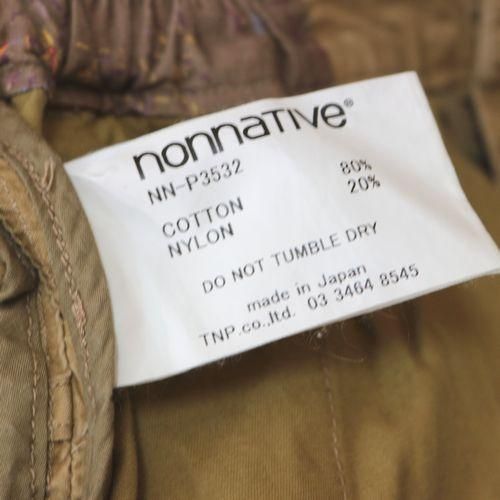 nonnative®
NN-P3532
COTTON 80%
NYLON 20%
DO NOT TUMBLE DRY
made in Japan
TNP.co.,ltd. 03 3464 8545